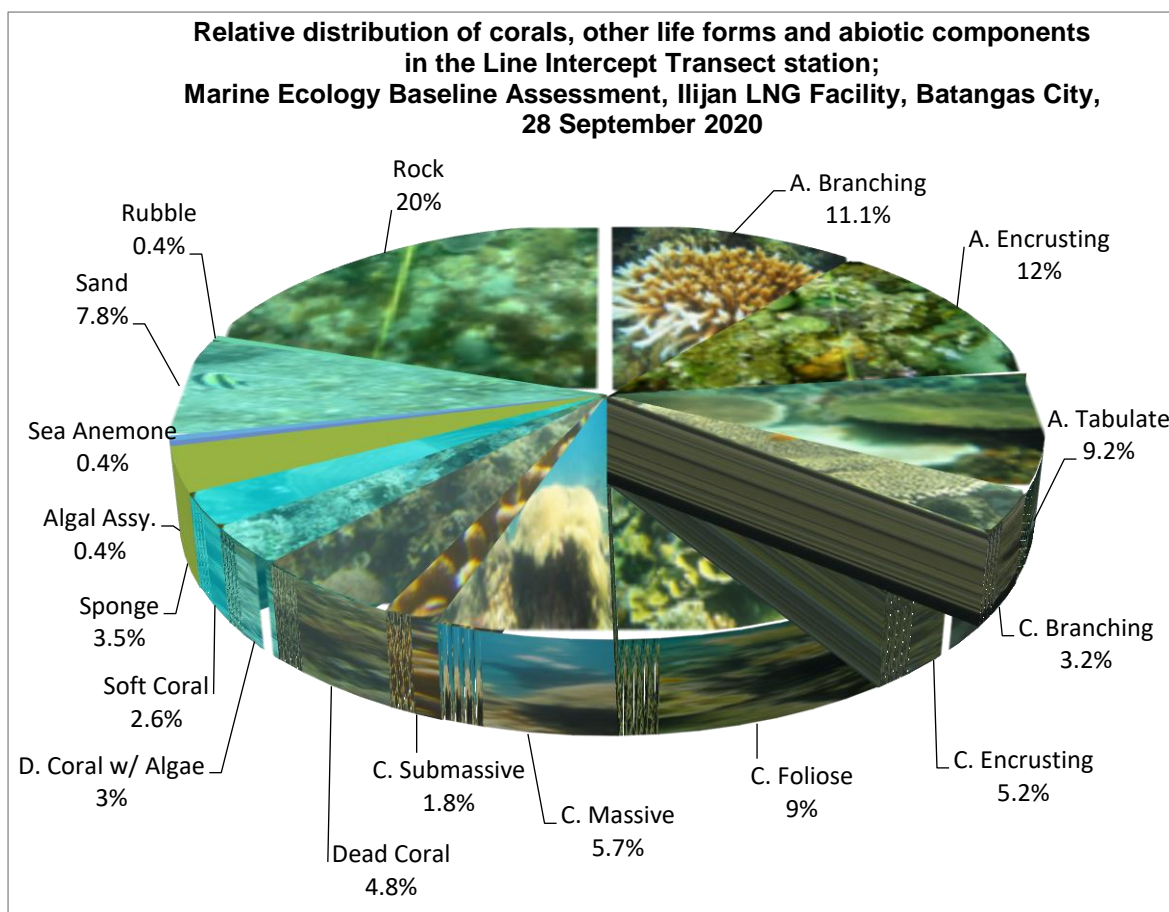 Relative distribution of corals, other life forms and abiotic components
in the Line Intercept Transect station;
Marine Ecology Baseline Assessment, Ilijan LNG Facility, Batangas City,
28 September 2020
Rock
20%
A. Branching
11.1%
Rubble
0.4%
A. Encrusting
12%
Sand
7.8%
Sea Anemone
0.4%
A. Tabulate
9.2%
Algal Assy.
0.4%
Sponge
3.5%
C. Branching
3.2%
Soft Coral
2.6%
D. Coral w/ Algae
3%
C. Submassive
1.8%
C. Foliose
9%
C. Encrusting
5.2%
C. Massive
5.7%
Dead Coral
4.8%